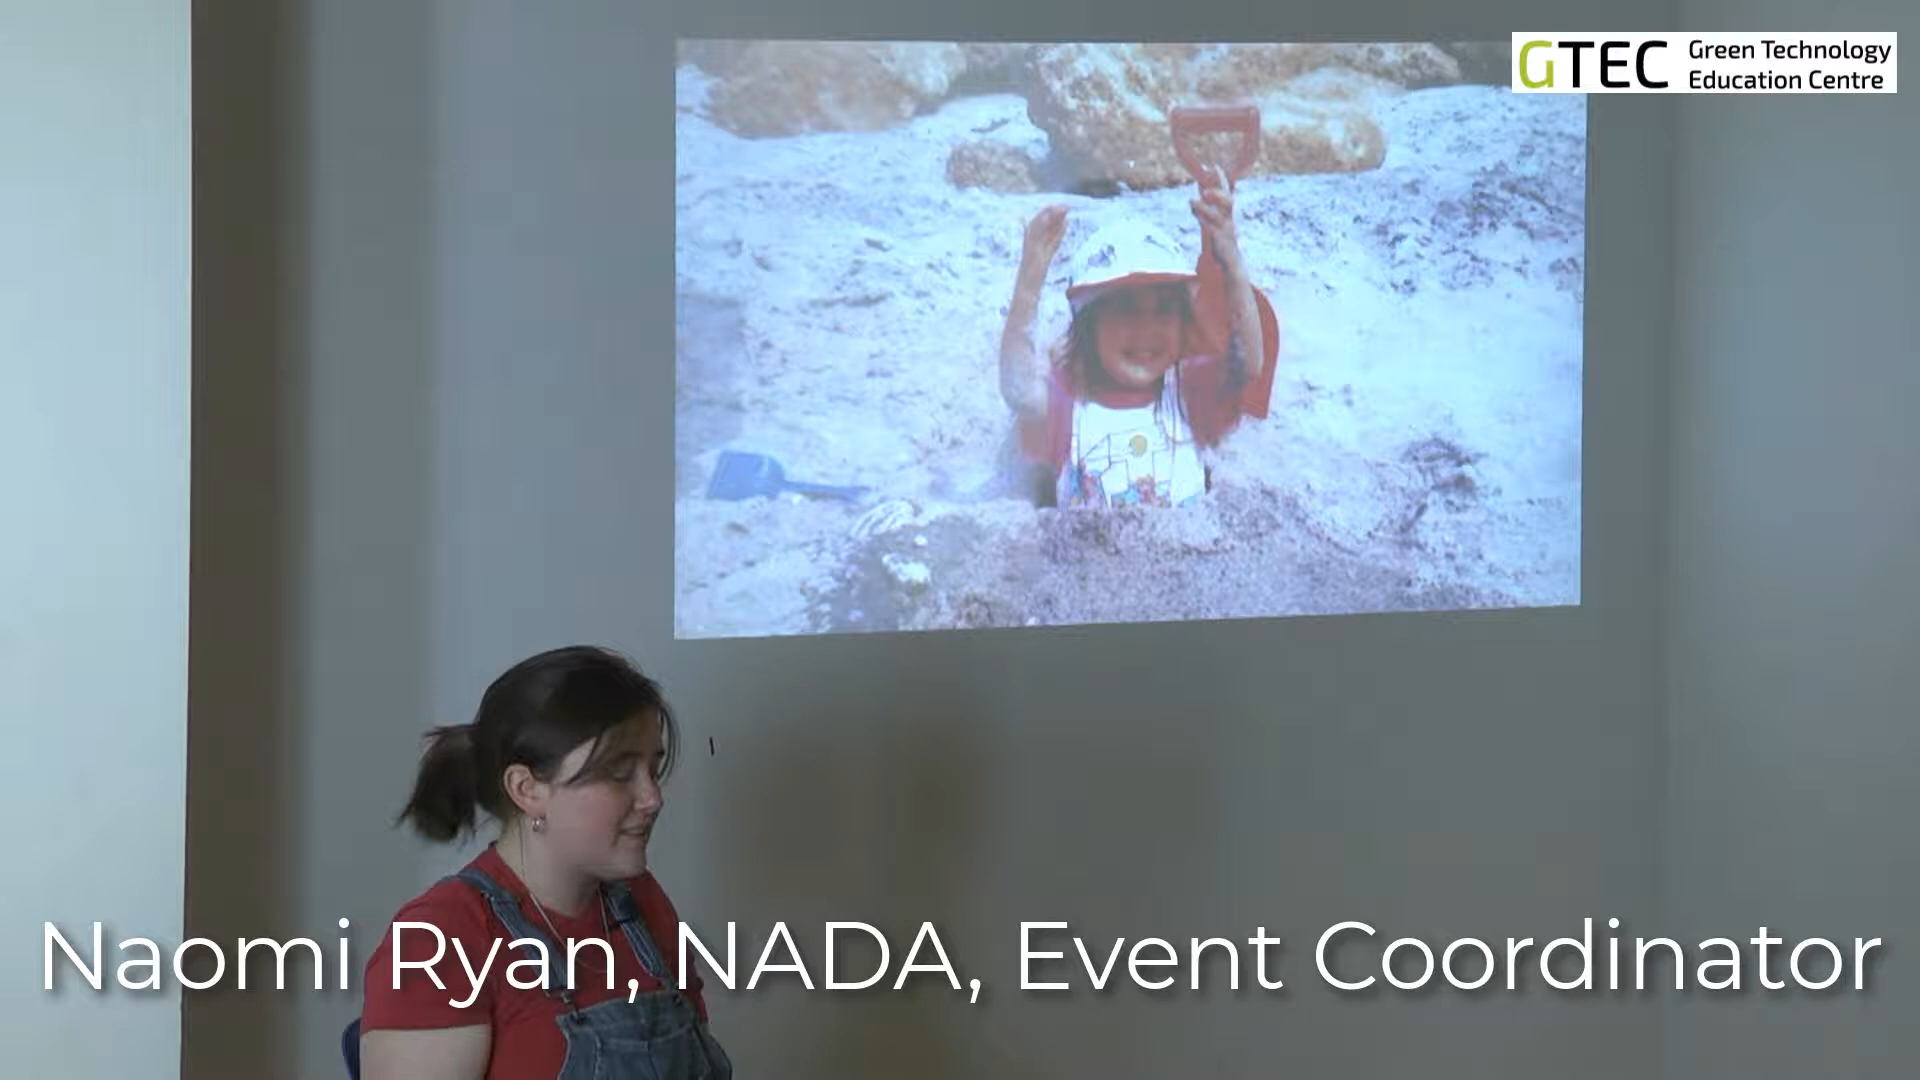 GTEC
Green Technology
Education Centre
Naomi Ryan, NADA, Event Coordinator